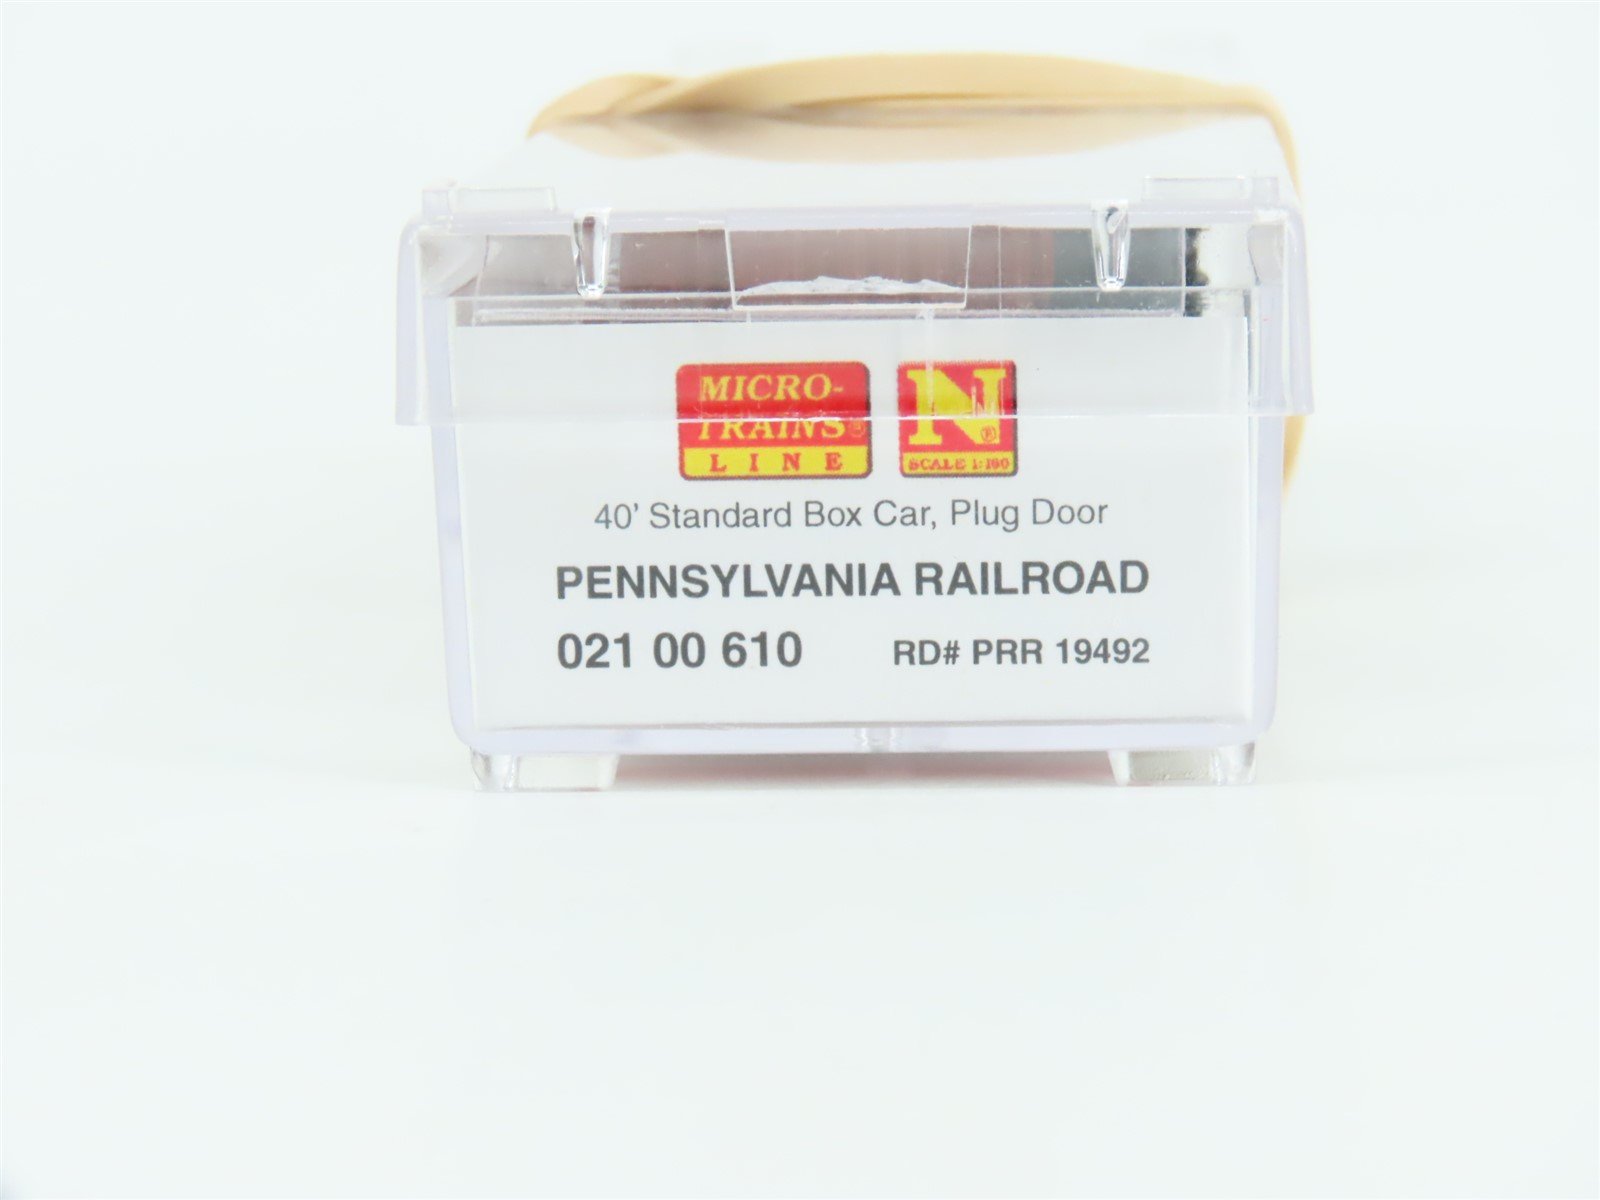 MICRO-
TRAINS®
LINE
N®
SCALE 1:160
40' Standard Box Car, Plug Door
PENNSYLVANIA RAILROAD
021 00 610 RD# PRR 19492